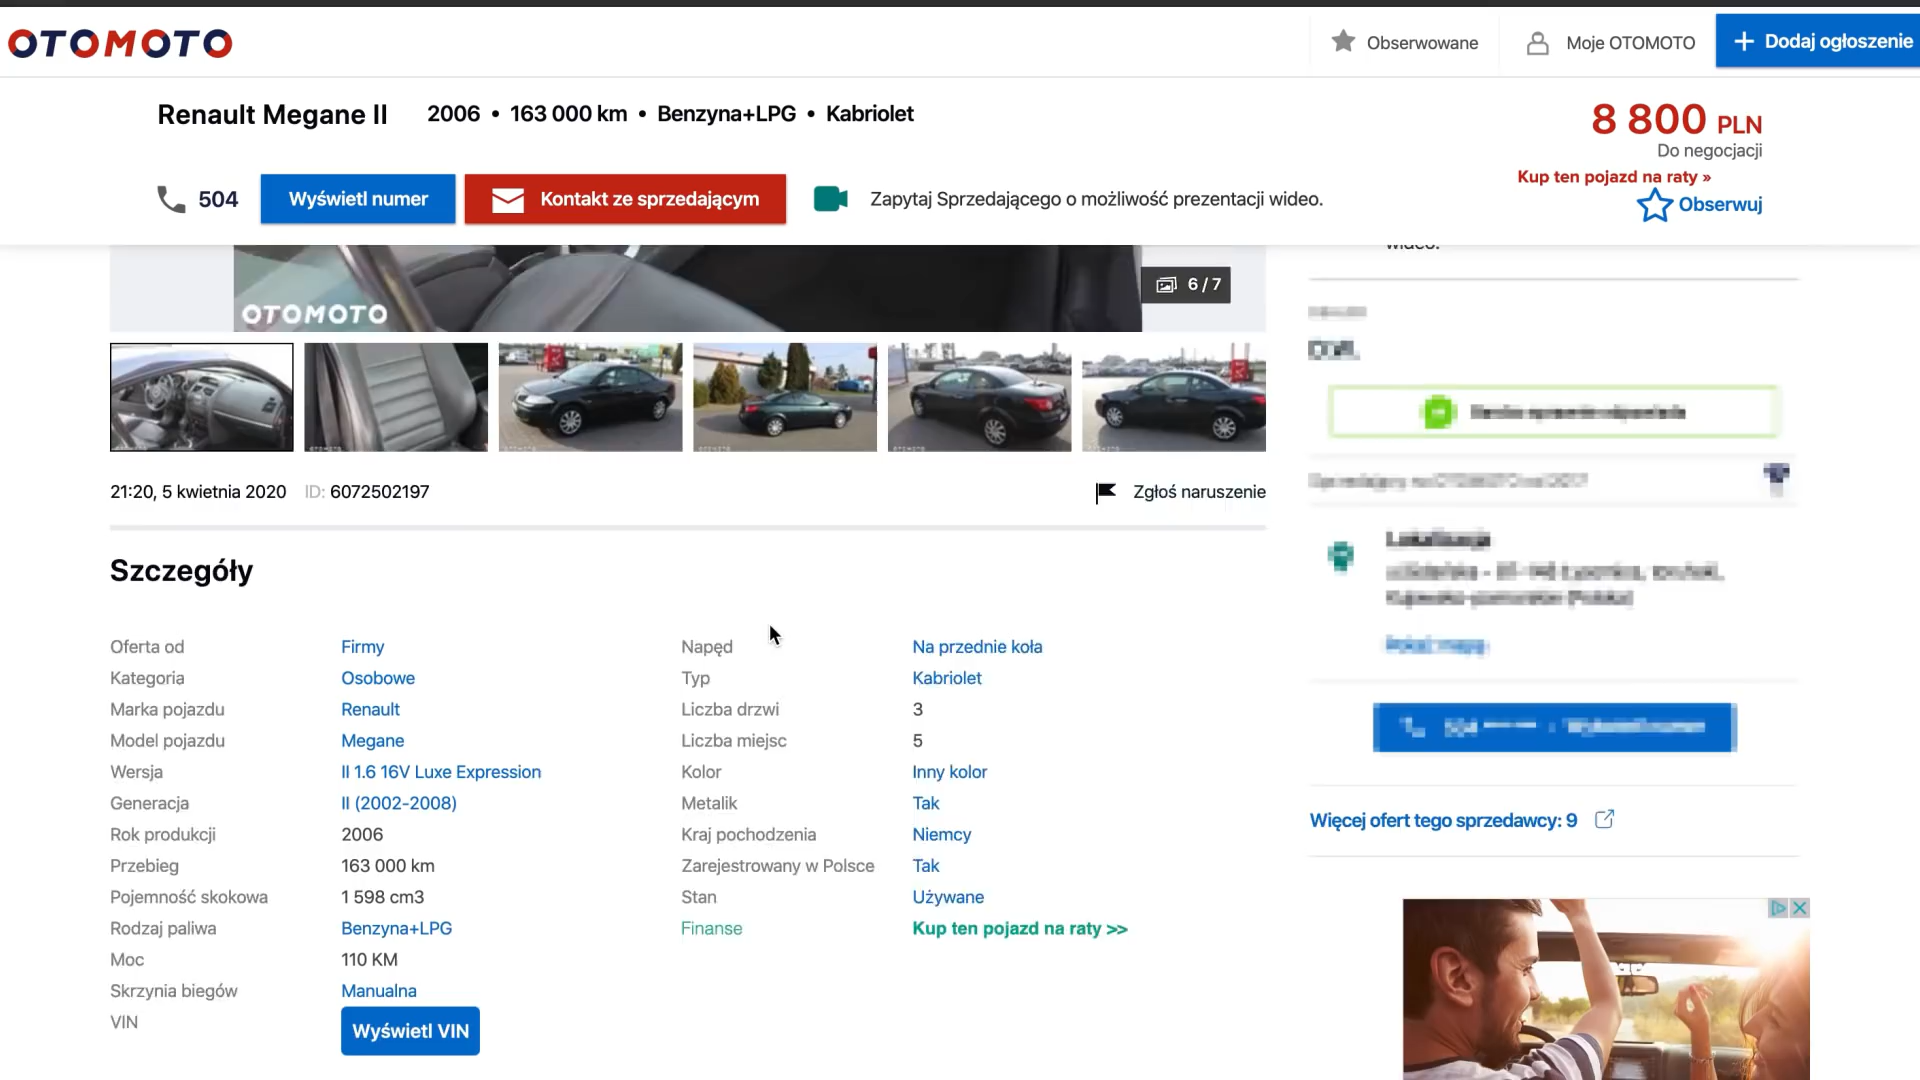 OTOMOTO
Obserwowane
Moje OTOMOTO
+ Dodaj ogłoszenie
Renault Megane II 2006 • 163 000 km • Benzyna+LPG • Kabriolet
8 800 PLN
Do negocjacji
Kup ten pojazd na raty »
Obserwuj
504
Wyświetl numer
Kontakt ze sprzedającym
Zapytaj Sprzedającego o możliwość prezentacji wideo.
OTOMOTO
6 / 7
21:20, 5 kwietnia 2020 ID: 6072502197
Zgłoś naruszenie
Szczegóły
Oferta od Firmy
Kategoria Osobowe
Marka pojazdu Renault
Model pojazdu Megane
Wersja II 1.6 16V Luxe Expression
Generacja II (2002-2008)
Rok produkcji 2006
Przebieg 163 000 km
Pojemność skokowa 1 598 cm3
Rodzaj paliwa Benzyna+LPG
Moc 110 KM
Skrzynia biegów Manualna
VIN Wyświetl VIN
Napęd Na przednie koła
Typ Kabriolet
Liczba drzwi 3
Liczba miejsc 5
Kolor Inny kolor
Metalik Tak
Kraj pochodzenia Niemcy
Zarejestrowany w Polsce Tak
Stan Używane
Finanse Kup ten pojazd na raty >>
Więcej ofert tego sprzedawcy: 9